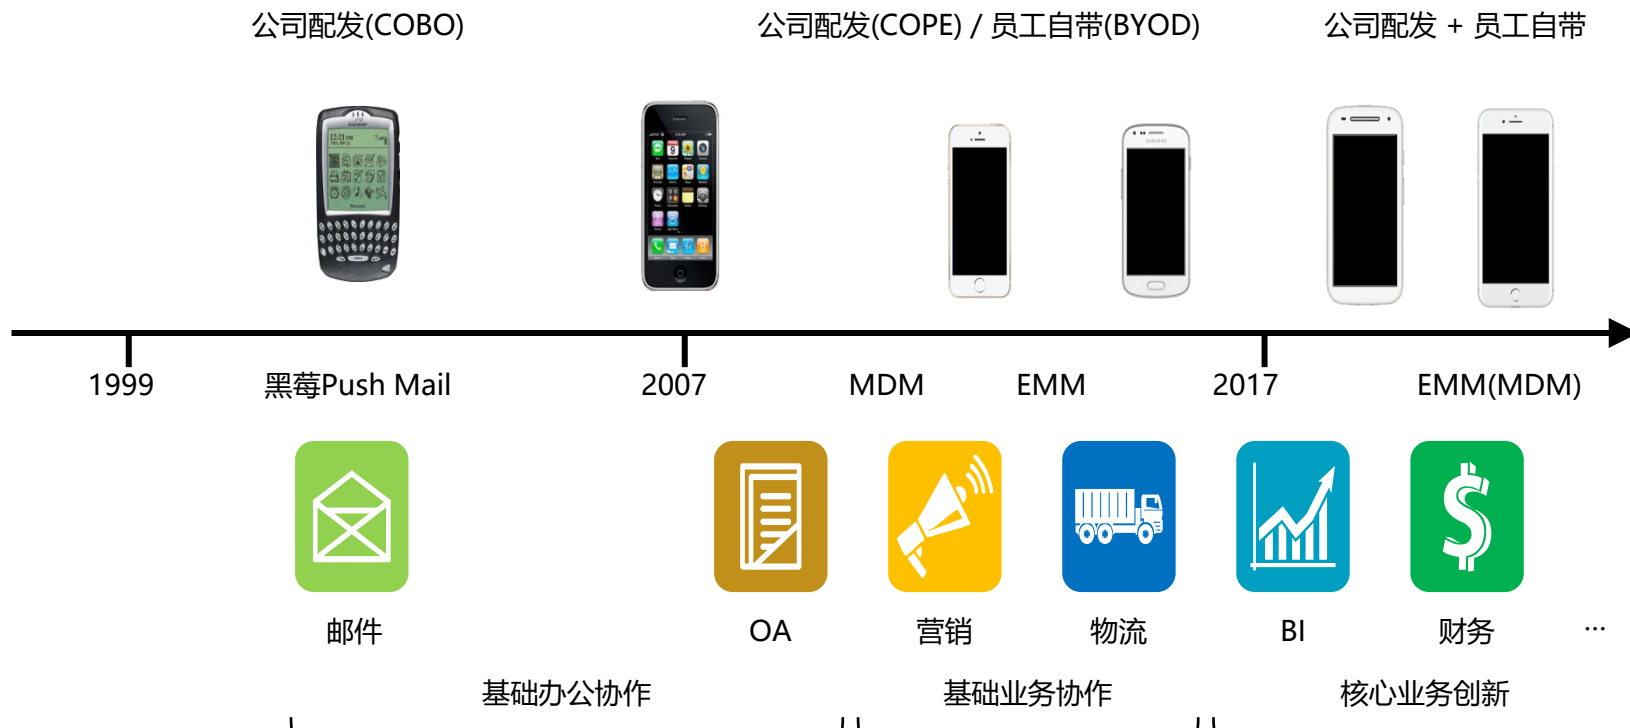 公司配发(COBO) 公司配发(COPE) / 员工自带(BYOD) 公司配发 + 员工自带
1999 黑莓Push Mail 2007 MDM EMM 2017 EMM(MDM)
邮件 OA 营销 物流 BI 财务 ...
基础办公协作 基础业务协作 核心业务创新